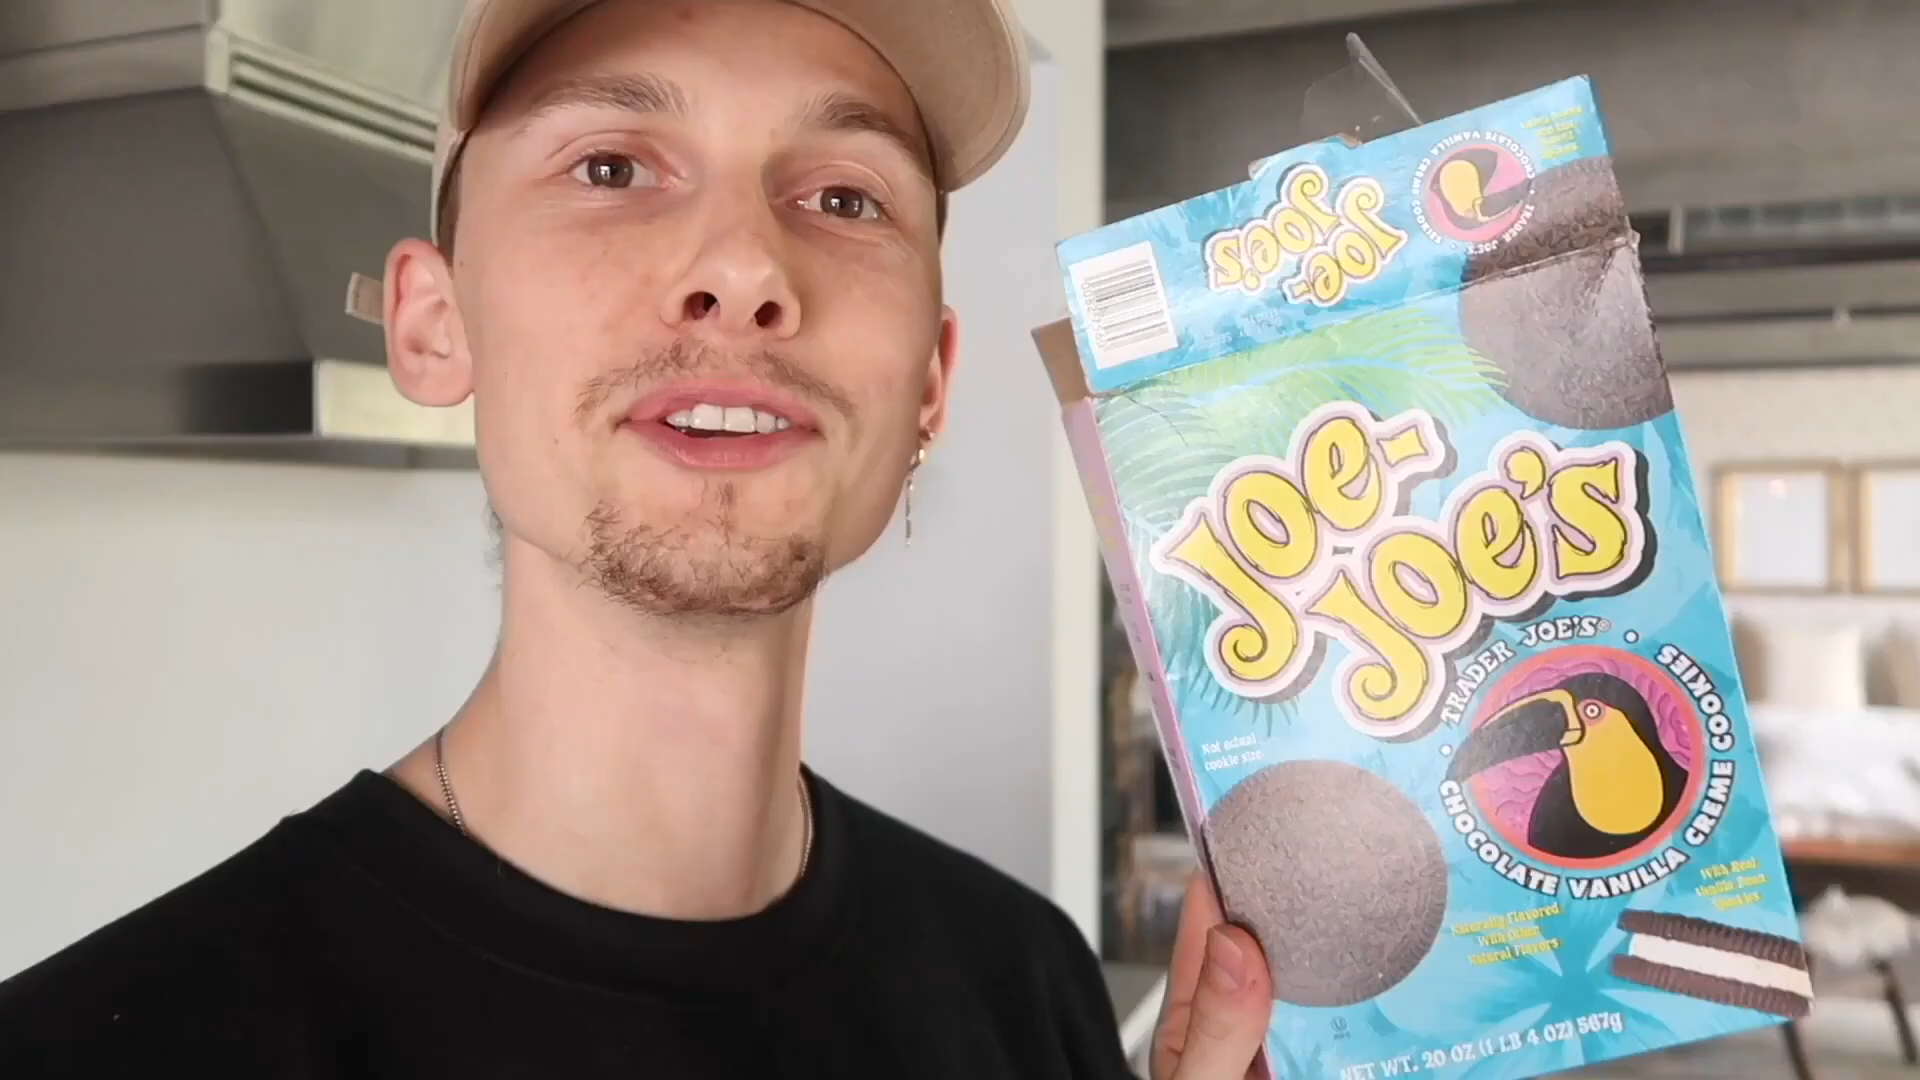 Joe-
Joe's
CHOCOLATE VANILLA CREME COOKIES • TRADER JOE'S •
Joe-
Joe's
• TRADER JOE'S® •
CHOCOLATE VANILLA CREME COOKIES
Not actual
cookie size
With Real
Vanilla Bean
Speckles
Naturally Flavored
With Other
Natural Flavors
NET WT. 20 OZ (1 LB 4 OZ) 567g